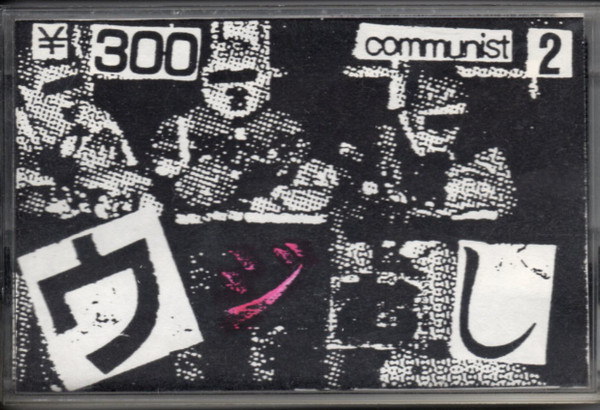 ¥ 300 communist 2
ウ し